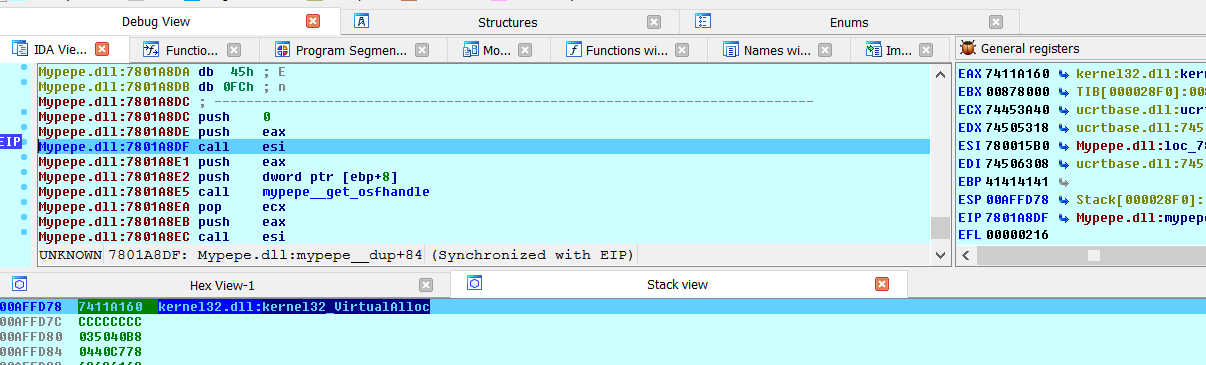 Debug View Structures Enums
IDA Vie... Functio... Program Segmen... Mo... Functions wi... Names wi... Im... General registers
Mypepe.dll:7801A8DA db 45h ; E
Mypepe.dll:7801A8DB db 0FCh ; n
Mypepe.dll:7801A8DC ; ---------------------------------------------------------------------------
Mypepe.dll:7801A8DC push 0
Mypepe.dll:7801A8DE push eax
EIP
Mypepe.dll:7801A8DF call esi
Mypepe.dll:7801A8E1 push eax
Mypepe.dll:7801A8E2 push dword ptr [ebp+8]
Mypepe.dll:7801A8E5 call mypepe__get_osfhandle
Mypepe.dll:7801A8EA pop ecx
Mypepe.dll:7801A8EB push eax
Mypepe.dll:7801A8EC call esi
UNKNOWN 7801A8DF: Mypepe.dll:mypepe__dup+84 (Synchronized with EIP)
EAX 7411A160 kernel32.dll:ker
EBX 00878000 TIB[000028F0]:00
ECX 74453A40 ucrtbase.dll:ucr
EDX 74505318 ucrtbase.dll:745
ESI 780015B0 Mypepe.dll:loc_78
EDI 74506308 ucrtbase.dll:745
EBP 41414141
ESP 00AFFD78 Stack[000028F0]:
EIP 7801A8DF Mypepe.dll:mypep
EFL 00000216
Hex View-1 Stack view
00AFFD78 7411A160 kernel32.dll:kernel32_VirtualAlloc
00AFFD7C CCCCCCCC
00AFFD80 035040B8
00AFFD84 0440C778